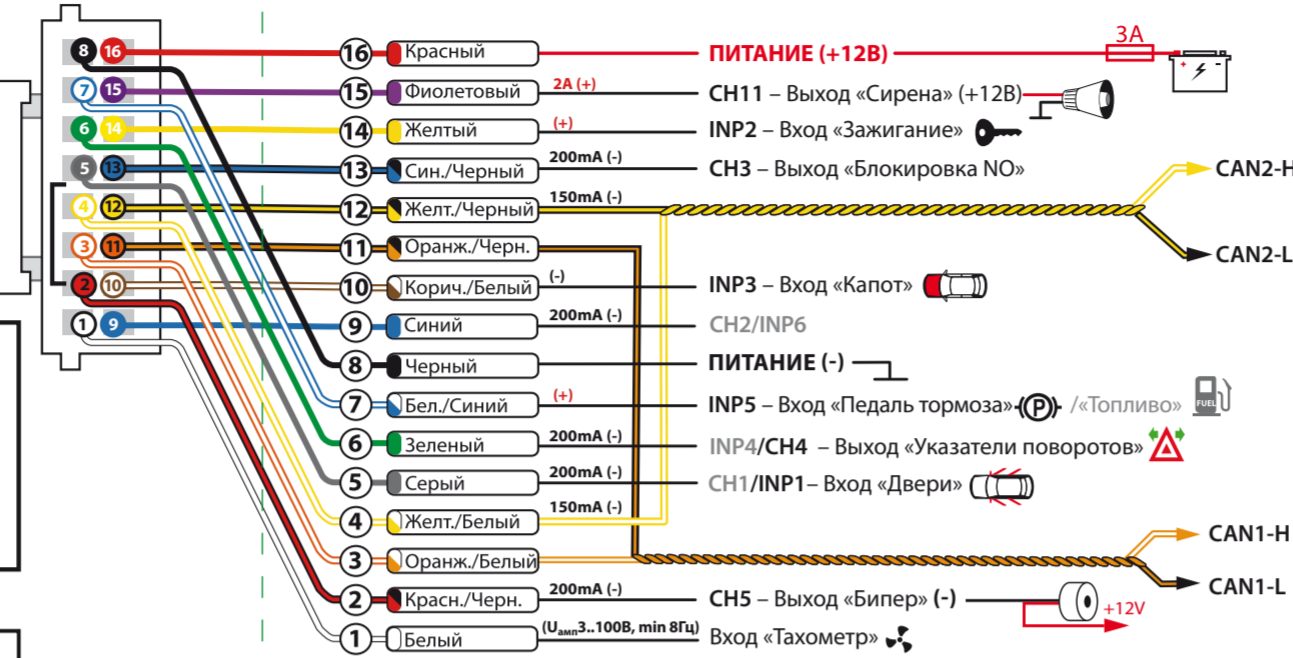 8 16 16 Красный ПИТАНИЕ (+12В) 3А
7 15 15 Фиолетовый 2A (+) CH11 – Выход «Сирена» (+12В)
6 14 14 Желтый (+) INP2 – Вход «Зажигание»
5 13 13 Син./Черный 200mA (-) CH3 – Выход «Блокировка NO» CAN2-H
4 12 12 Желт./Черный 150mA (-)
3 11 11 Оранж./Черн. CAN2-L
2 10 10 Корич./Белый (-) INP3 – Вход «Капот»
1 9 9 Синий 200mA (-) CH2/INP6
8 Черный ПИТАНИЕ (-)
7 Бел./Синий (+) INP5 – Вход «Педаль тормоза» (P) /«Топливо» FUEL
6 Зеленый 200mA (-) INP4/CH4 – Выход «Указатели поворотов»
5 Серый 200mA (-) CH1/INP1– Вход «Двери»
4 Желт./Белый 150mA (-)
3 Оранж./Белый CAN1-H
CAN1-L
2 Красн./Черн. 200mA (-) CH5 – Выход «Бипер» (-) +12V
1 Белый (Uамп3..100В, min 8Гц) Вход «Тахометр»